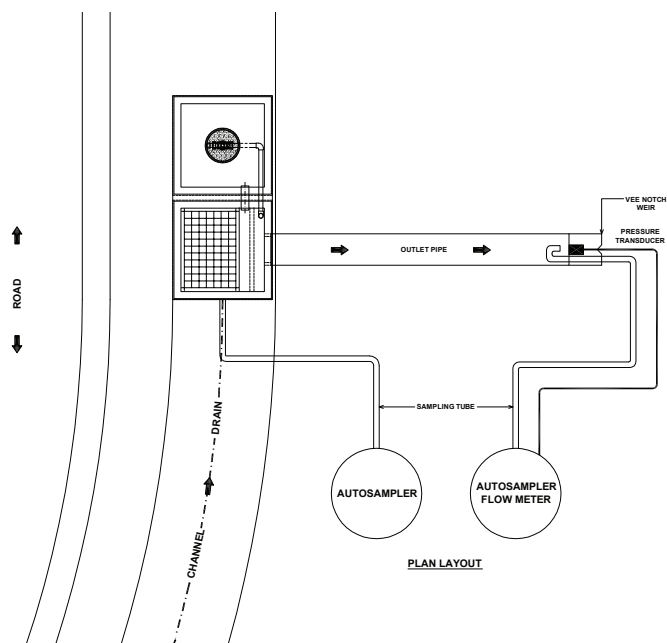 VEE NOTCH
WEIR
PRESSURE
TRANSDUCER
OUTLET PIPE
ROAD
SAMPLING TUBE
DRAIN
CHANNEL
AUTOSAMPLER
AUTOSAMPLER
FLOW METER
PLAN LAYOUT